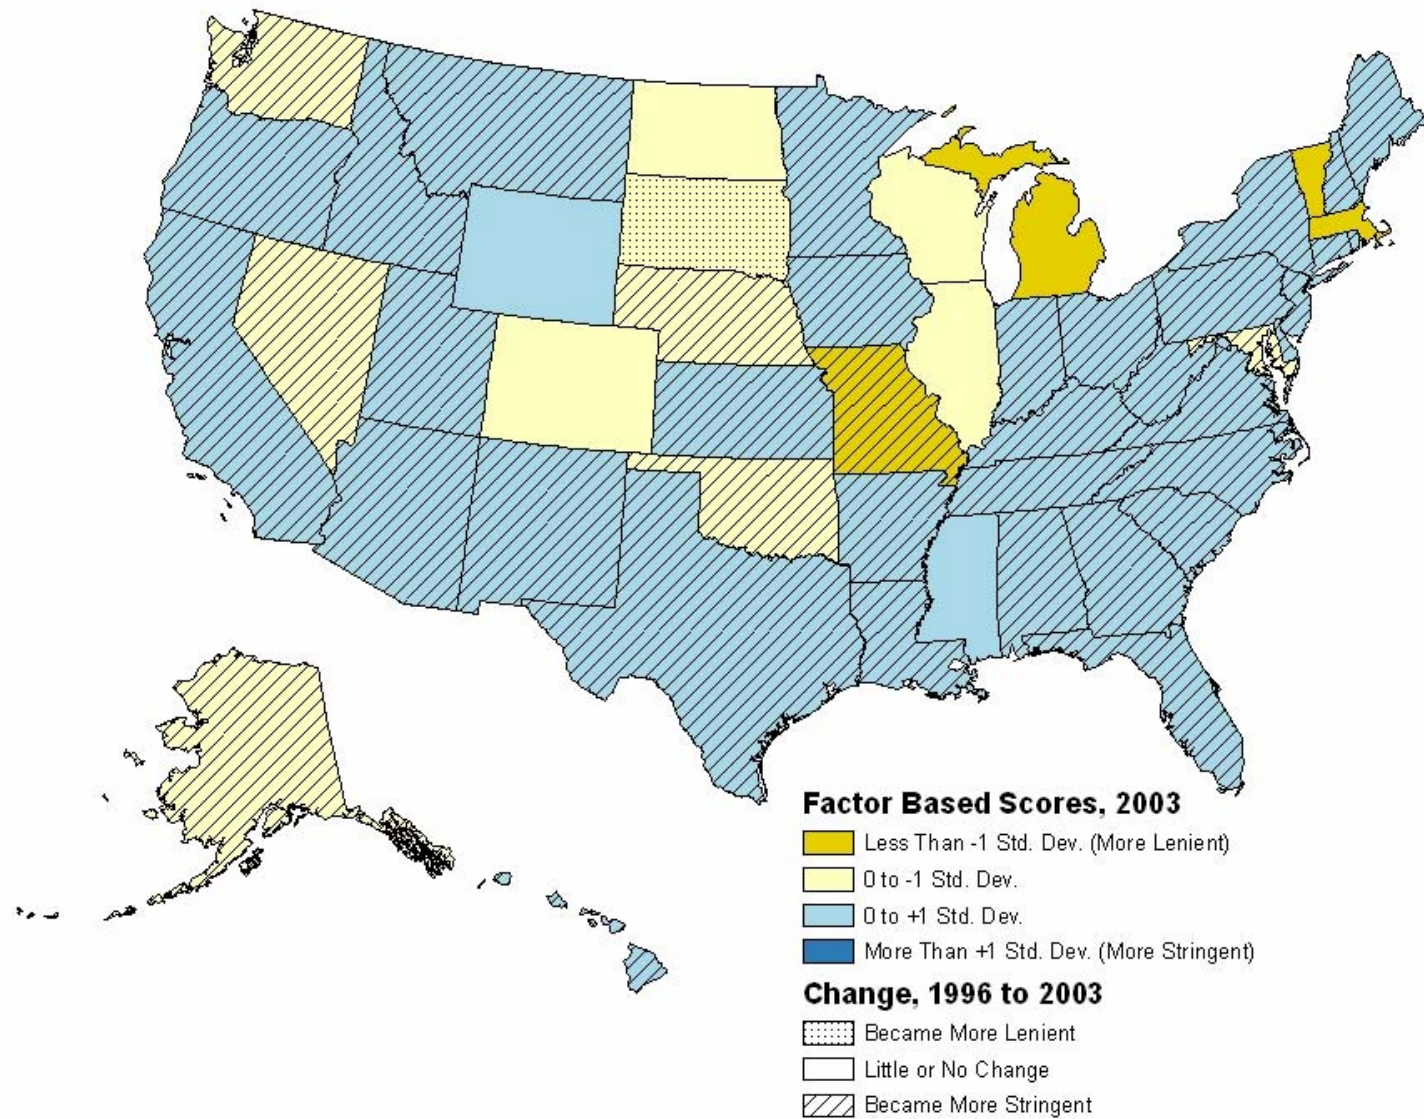 Factor Based Scores, 2003
Less Than -1 Std. Dev. (More Lenient)
0 to -1 Std. Dev.
0 to +1 Std. Dev.
More Than +1 Std. Dev. (More Stringent)
Change, 1996 to 2003
Became More Lenient
Little or No Change
Became More Stringent